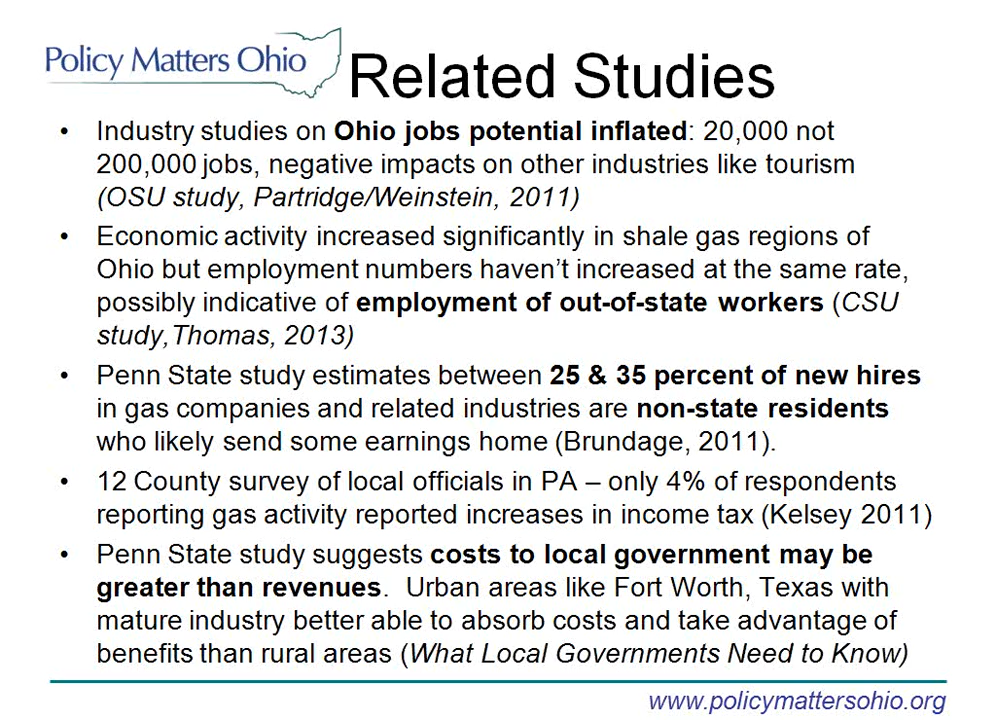 Policy Matters Ohio
Related Studies
• Industry studies on Ohio jobs potential inflated: 20,000 not
200,000 jobs, negative impacts on other industries like tourism
(OSU study, Partridge/Weinstein, 2011)
• Economic activity increased significantly in shale gas regions of
Ohio but employment numbers haven't increased at the same rate,
possibly indicative of employment of out-of-state workers (CSU
study,Thomas, 2013)
• Penn State study estimates between 25 & 35 percent of new hires
in gas companies and related industries are non-state residents
who likely send some earnings home (Brundage, 2011).
• 12 County survey of local officials in PA – only 4% of respondents
reporting gas activity reported increases in income tax (Kelsey 2011)
• Penn State study suggests costs to local government may be
greater than revenues.  Urban areas like Fort Worth, Texas with
mature industry better able to absorb costs and take advantage of
benefits than rural areas (What Local Governments Need to Know)
www.policymattersohio.org